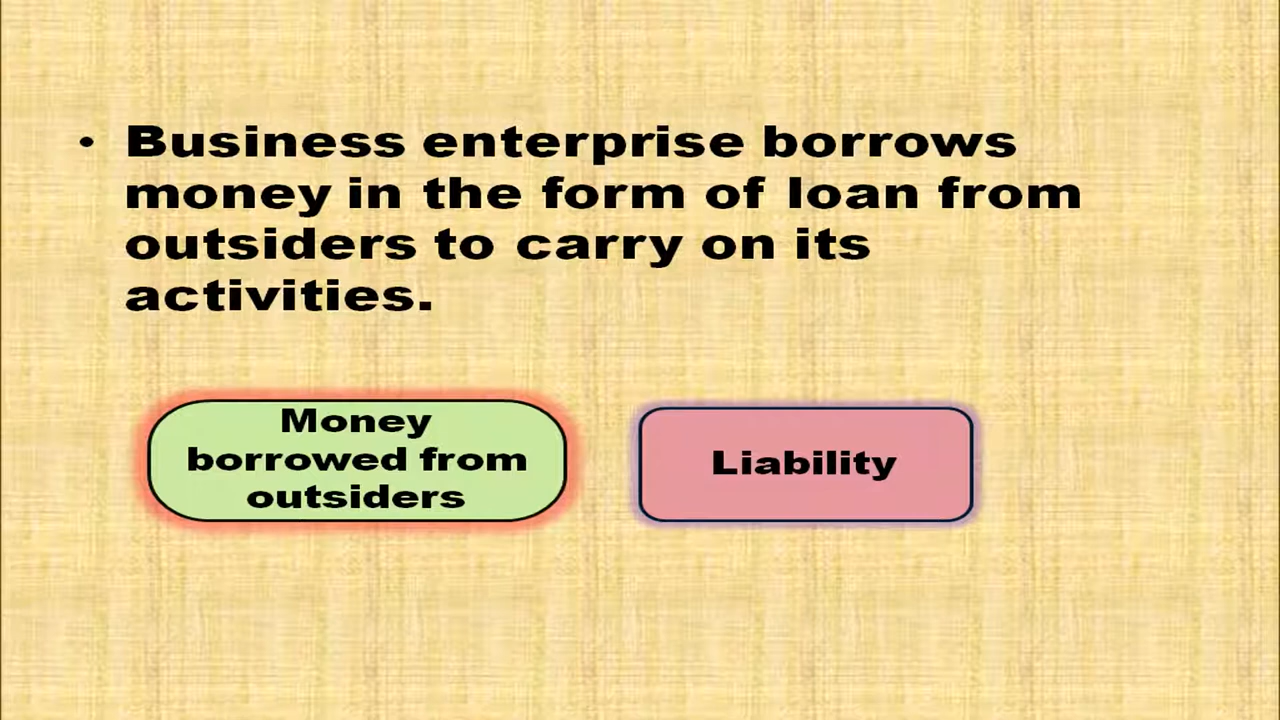 • Business enterprise borrows
money in the form of loan from
outsiders to carry on its
activities.
Money
borrowed from
outsiders
Liability